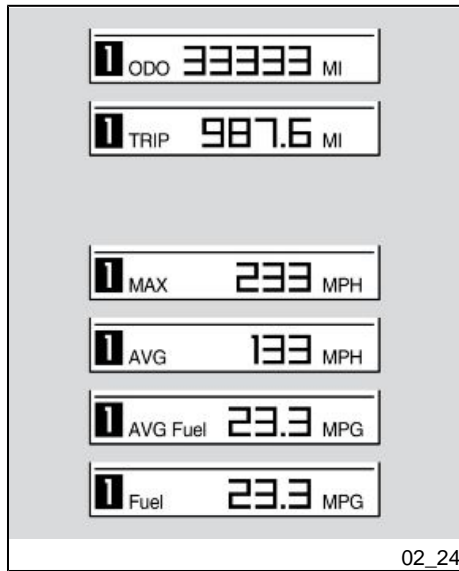 1 ODO 33333 MI
1 TRIP 987.6 MI
1 MAX 233 MPH
1 AVG 133 MPH
1 AVG Fuel 23.3 MPG
1 Fuel 23.3 MPG
02_24